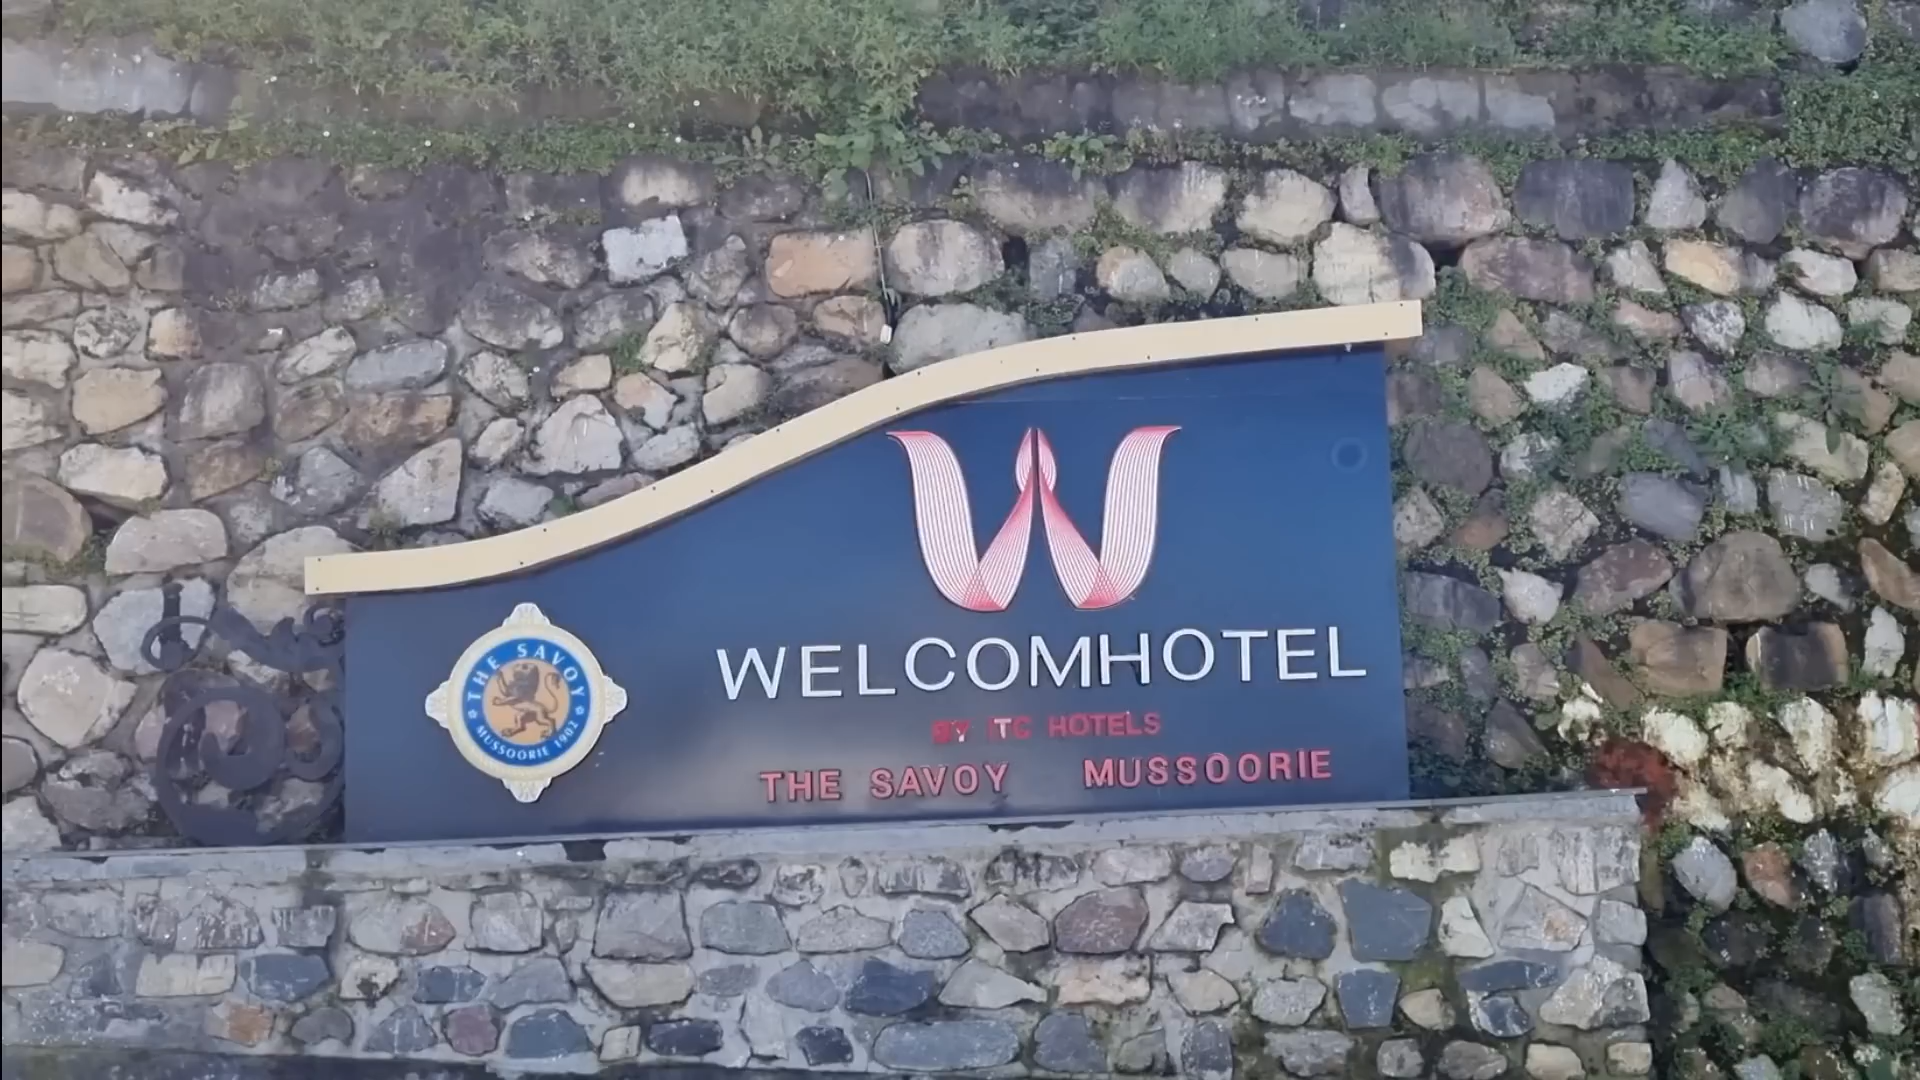 THE SAVOY
MUSSOORIE 1902
W
WELCOMHOTEL
BY ITC HOTELS
THE SAVOY MUSSOORIE